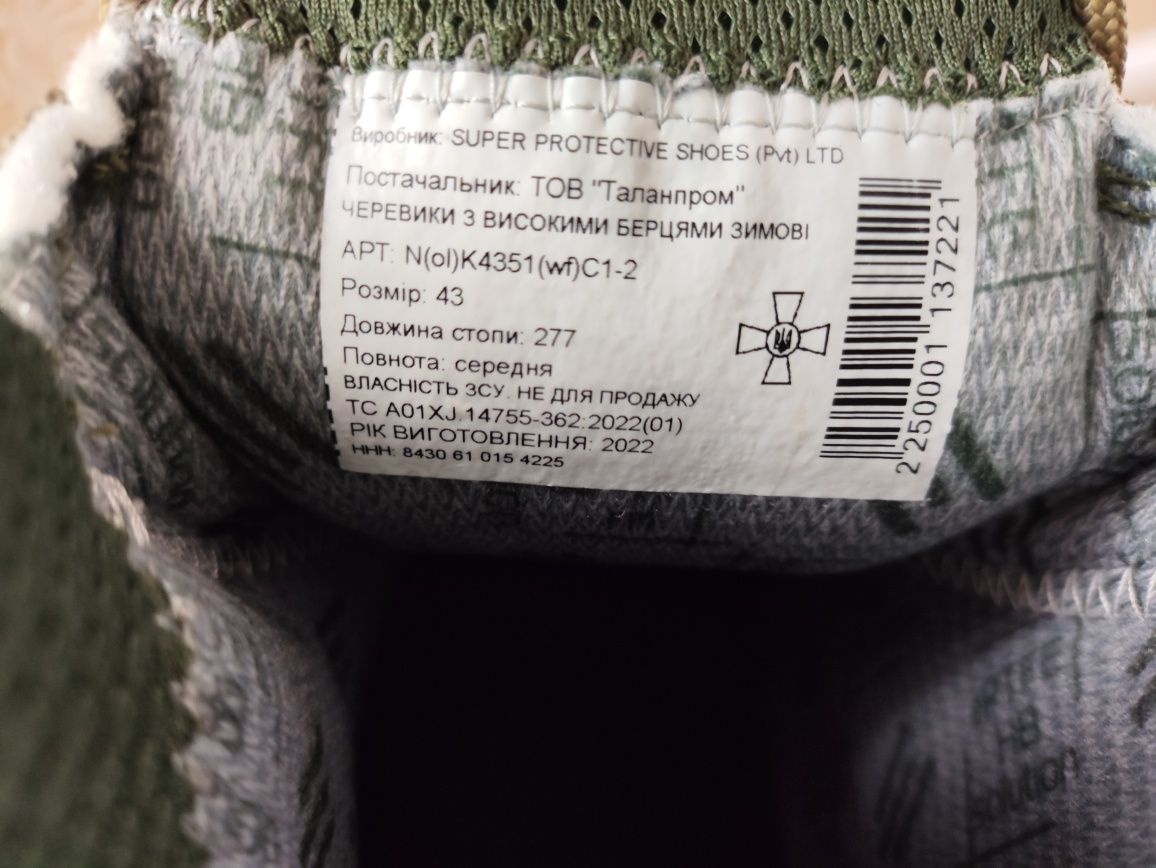 Виробник: SUPER PROTECTIVE SHOES (Pvt) LTD
Постачальник: ТОВ "Таланпром"
ЧЕРЕВИКИ З ВИСОКИМИ БЕРЦЯМИ ЗИМОВІ
АРТ: N(ol)K4351(wf)C1-2
Розмір: 43
Довжина стопи: 277
Повнота: середня
ВЛАСНІСТЬ ЗСУ. НЕ ДЛЯ ПРОДАЖУ
ТС А01XJ.14755-362:2022(01)
РІК ВИГОТОВЛЕННЯ: 2022
ННН: 8430 61 015 4225
2 250001 137221